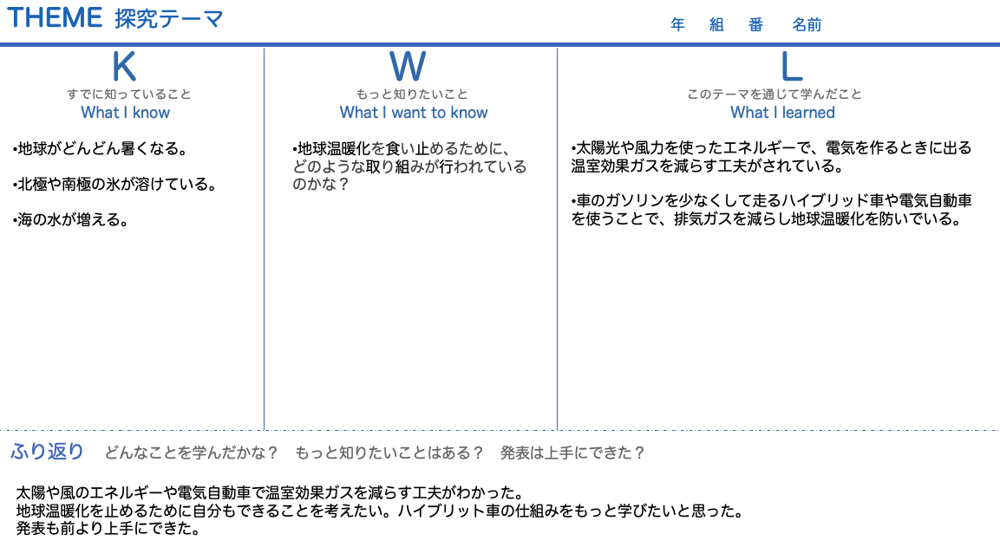 THEME 探究テーマ
年 組 番 名前
K
すでに知っていること
What I know
•地球がどんどん暑くなる。
•北極や南極の氷が溶けている。
•海の水が増える。
W
もっと知りたいこと
What I want to know
•地球温暖化を食い止めるために、
どのような取り組みが行われている
のかな？
L
このテーマを通じて学んだこと
What I learned
•太陽光や風力を使ったエネルギーで、電気を作るときに出る
温室効果ガスを減らす工夫がされている。
•車のガソリンを少なくして走るハイブリッド車や電気自動車
を使うことで、排気ガスを減らし地球温暖化を防いでいる。
ふり返り どんなことを学んだかな？ もっと知りたいことはある？ 発表は上手にできた？
太陽や風のエネルギーや電気自動車で温室効果ガスを減らす工夫がわかった。
地球温暖化を止めるために自分もできることを考えたい。ハイブリット車の仕組みをもっと学びたいと思った。
発表も前より上手にできた。